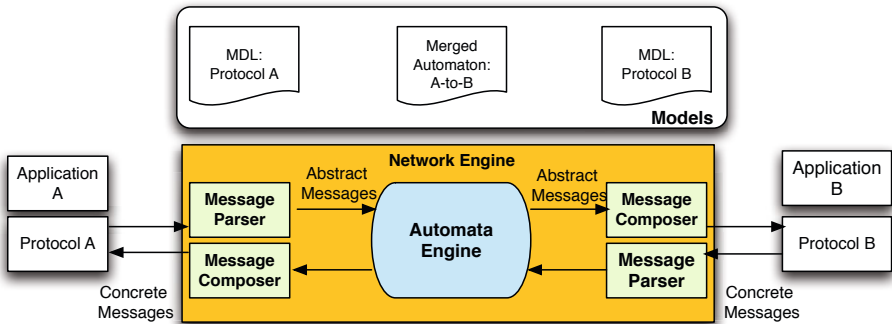 MDL:
Protocol A
Merged
Automaton:
A-to-B
MDL:
Protocol B
Models
Network Engine
Application
A
Protocol A
Concrete
Messages
Message
Parser
Message
Composer
Abstract
Messages
Automata
Engine
Abstract
Messages
Message
Composer
Message
Parser
Application
B
Protocol B
Concrete
Messages